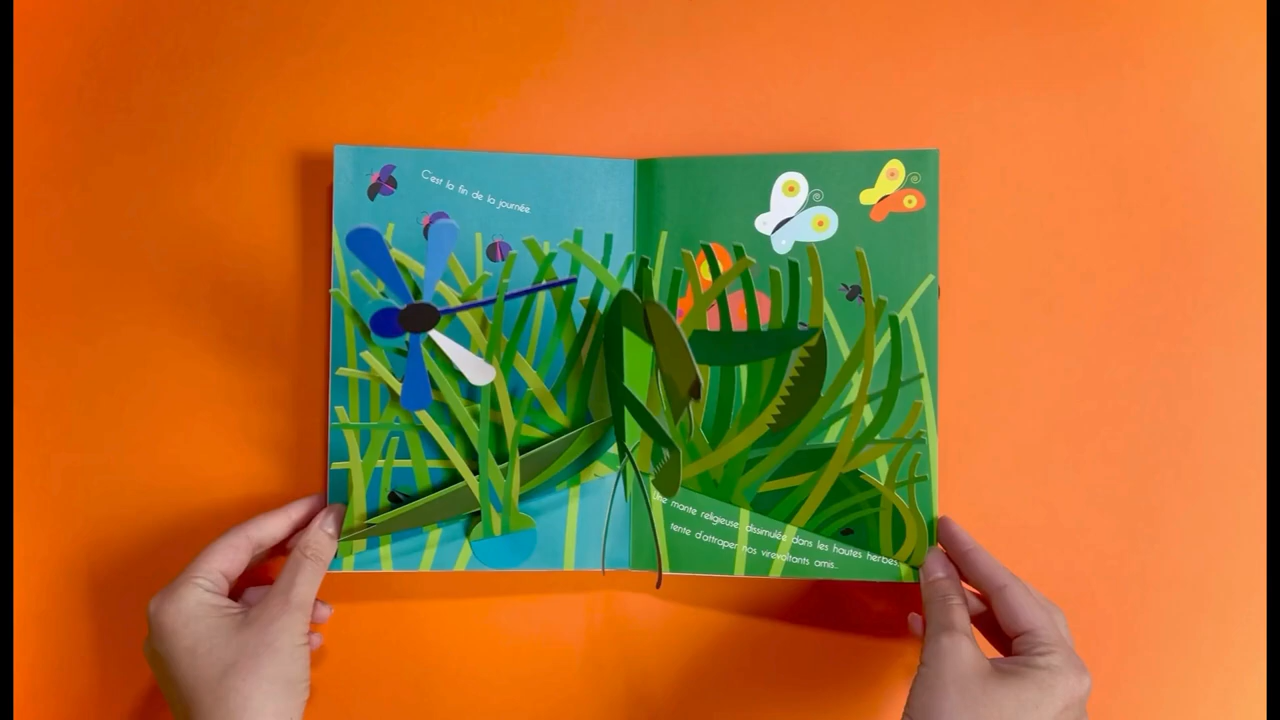 C'est la fin de la journée.
Une mante religieuse, dissimulée dans les hautes herbes,
tente d'attraper nos virevoltants amis...